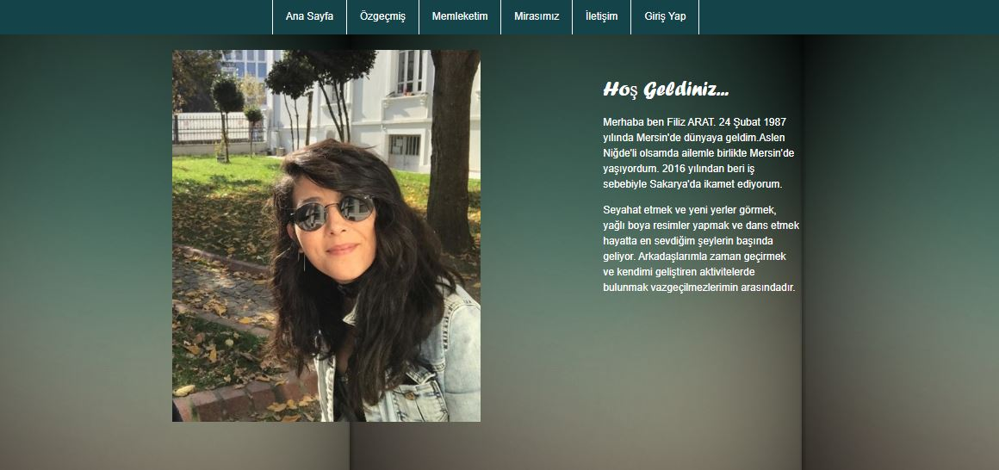 Ana Sayfa Özgeçmiş Memleketim Mirasımız İletişim Giriş Yap
Hoş Geldiniz...
Merhaba ben Filiz ARAT. 24 Şubat 1987
yılında Mersin'de dünyaya geldim.Aslen
Niğde'li olsamda ailemle birlikte Mersin'de
yaşıyordum. 2016 yılından beri iş
sebebiyle Sakarya'da ikamet ediyorum.
Seyahat etmek ve yeni yerler görmek,
yağlı boya resimler yapmak ve dans etmek
hayatta en sevdiğim şeylerin başında
geliyor. Arkadaşlarımla zaman geçirmek
ve kendimi geliştiren aktivitelerde
bulunmak vazgeçilmezlerimin arasındadır.